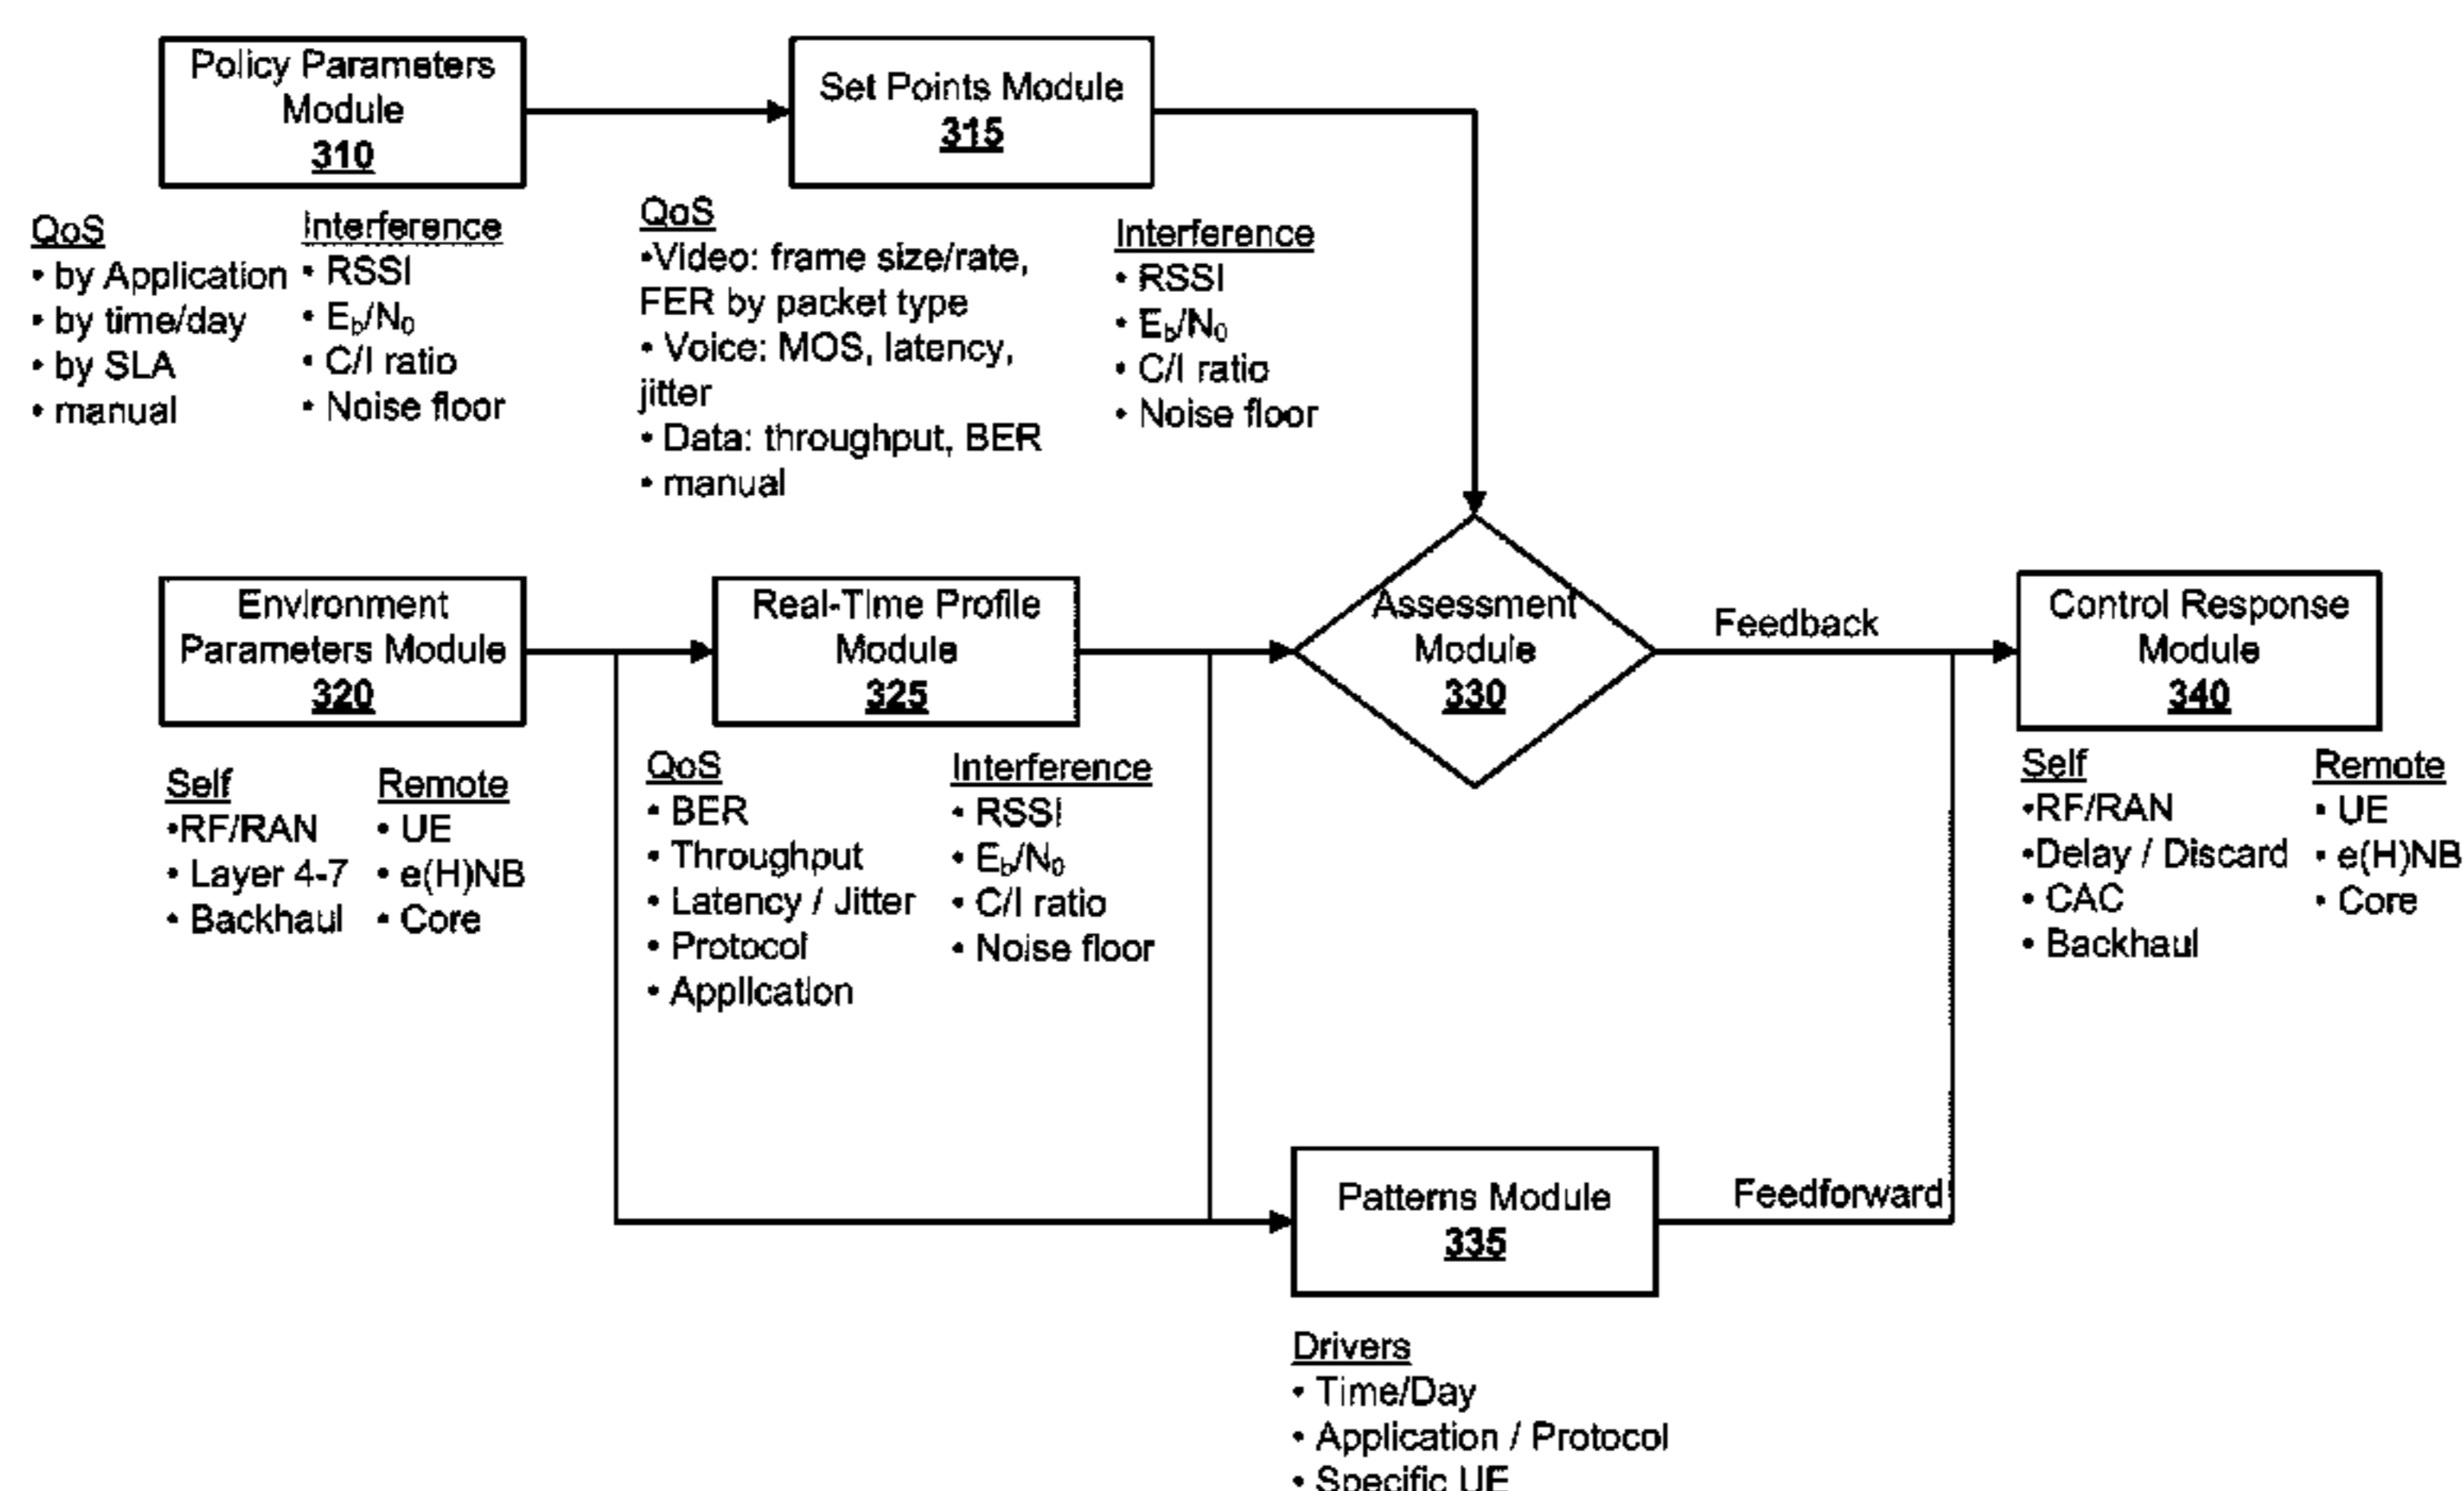 Policy Parameters
Module
310
Set Points Module
315
QoS
• by Application
• by time/day
• by SLA
• manual
Interference
• RSSI
• Eb/N0
• C/I ratio
• Noise floor
QoS
•Video: frame size/rate,
FER by packet type
• Voice: MOS, latency,
jitter
• Data: throughput, BER
• manual
Interference
• RSSI
• Eb/N0
• C/I ratio
• Noise floor
Environment
Parameters Module
320
Real-Time Profile
Module
325
Assessment
Module
330
Feedback
Control Response
Module
340
Self
•RF/RAN
• Layer 4-7
• Backhaul
Remote
• UE
• e(H)NB
• Core
QoS
• BER
• Throughput
• Latency / Jitter
• Protocol
• Application
Interference
• RSSI
• Eb/N0
• C/I ratio
• Noise floor
Self
•RF/RAN
•Delay / Discard
• CAC
• Backhaul
Remote
• UE
• e(H)NB
• Core
Patterns Module
335
Feedforward
Drivers
• Time/Day
• Application / Protocol
• Specific UE